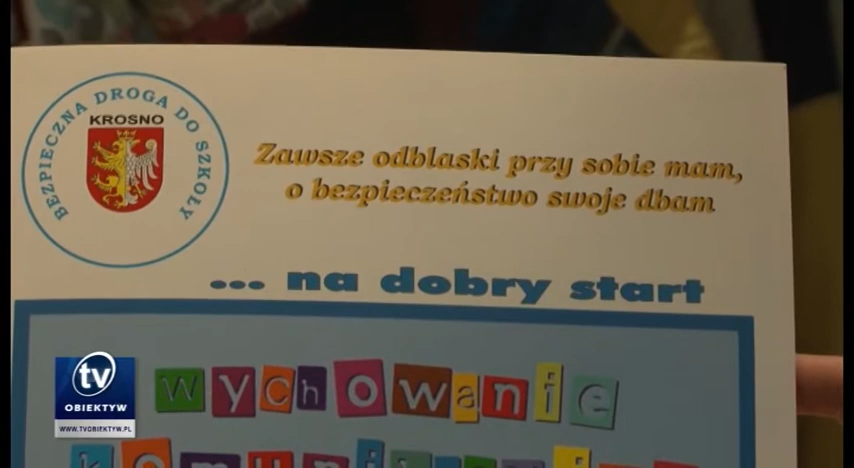 BEZPIECZNA DROGA DO SZKOŁY
KROSNO
Zawsze odblaski przy sobie mam,
o bezpieczeństwo swoje dbam
... na dobry start
wychowanie
tv
OBIEKTYW
WWW.TVOBIEKTYW.PL